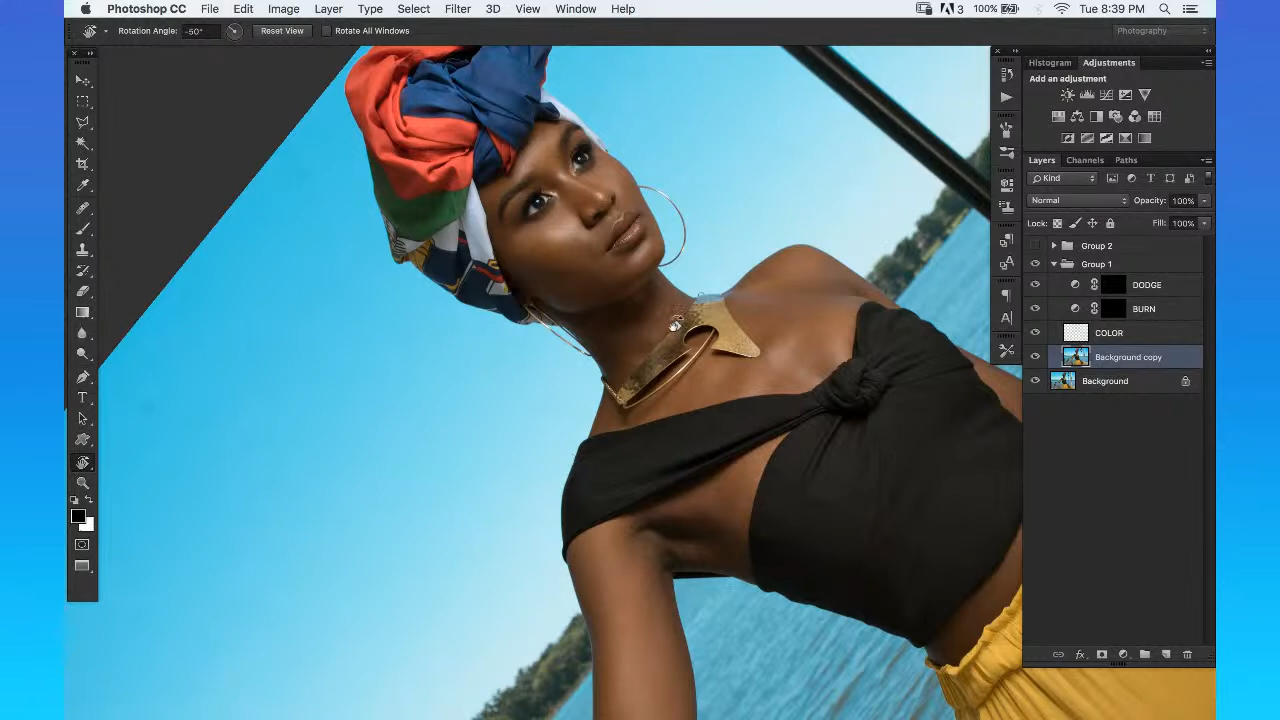 Photoshop CC File Edit Image Layer Type Select Filter 3D View Window Help 3 100% Tue 8:39 PM
Rotation Angle: -50° Reset View Rotate All Windows Photography
Histogram Adjustments
Add an adjustment
Layers Channels Paths
Kind T
Normal Opacity: 100%
Lock: Fill: 100%
Group 2
Group 1
DODGE
BURN
COLOR
Background copy
Background
T
A
fx